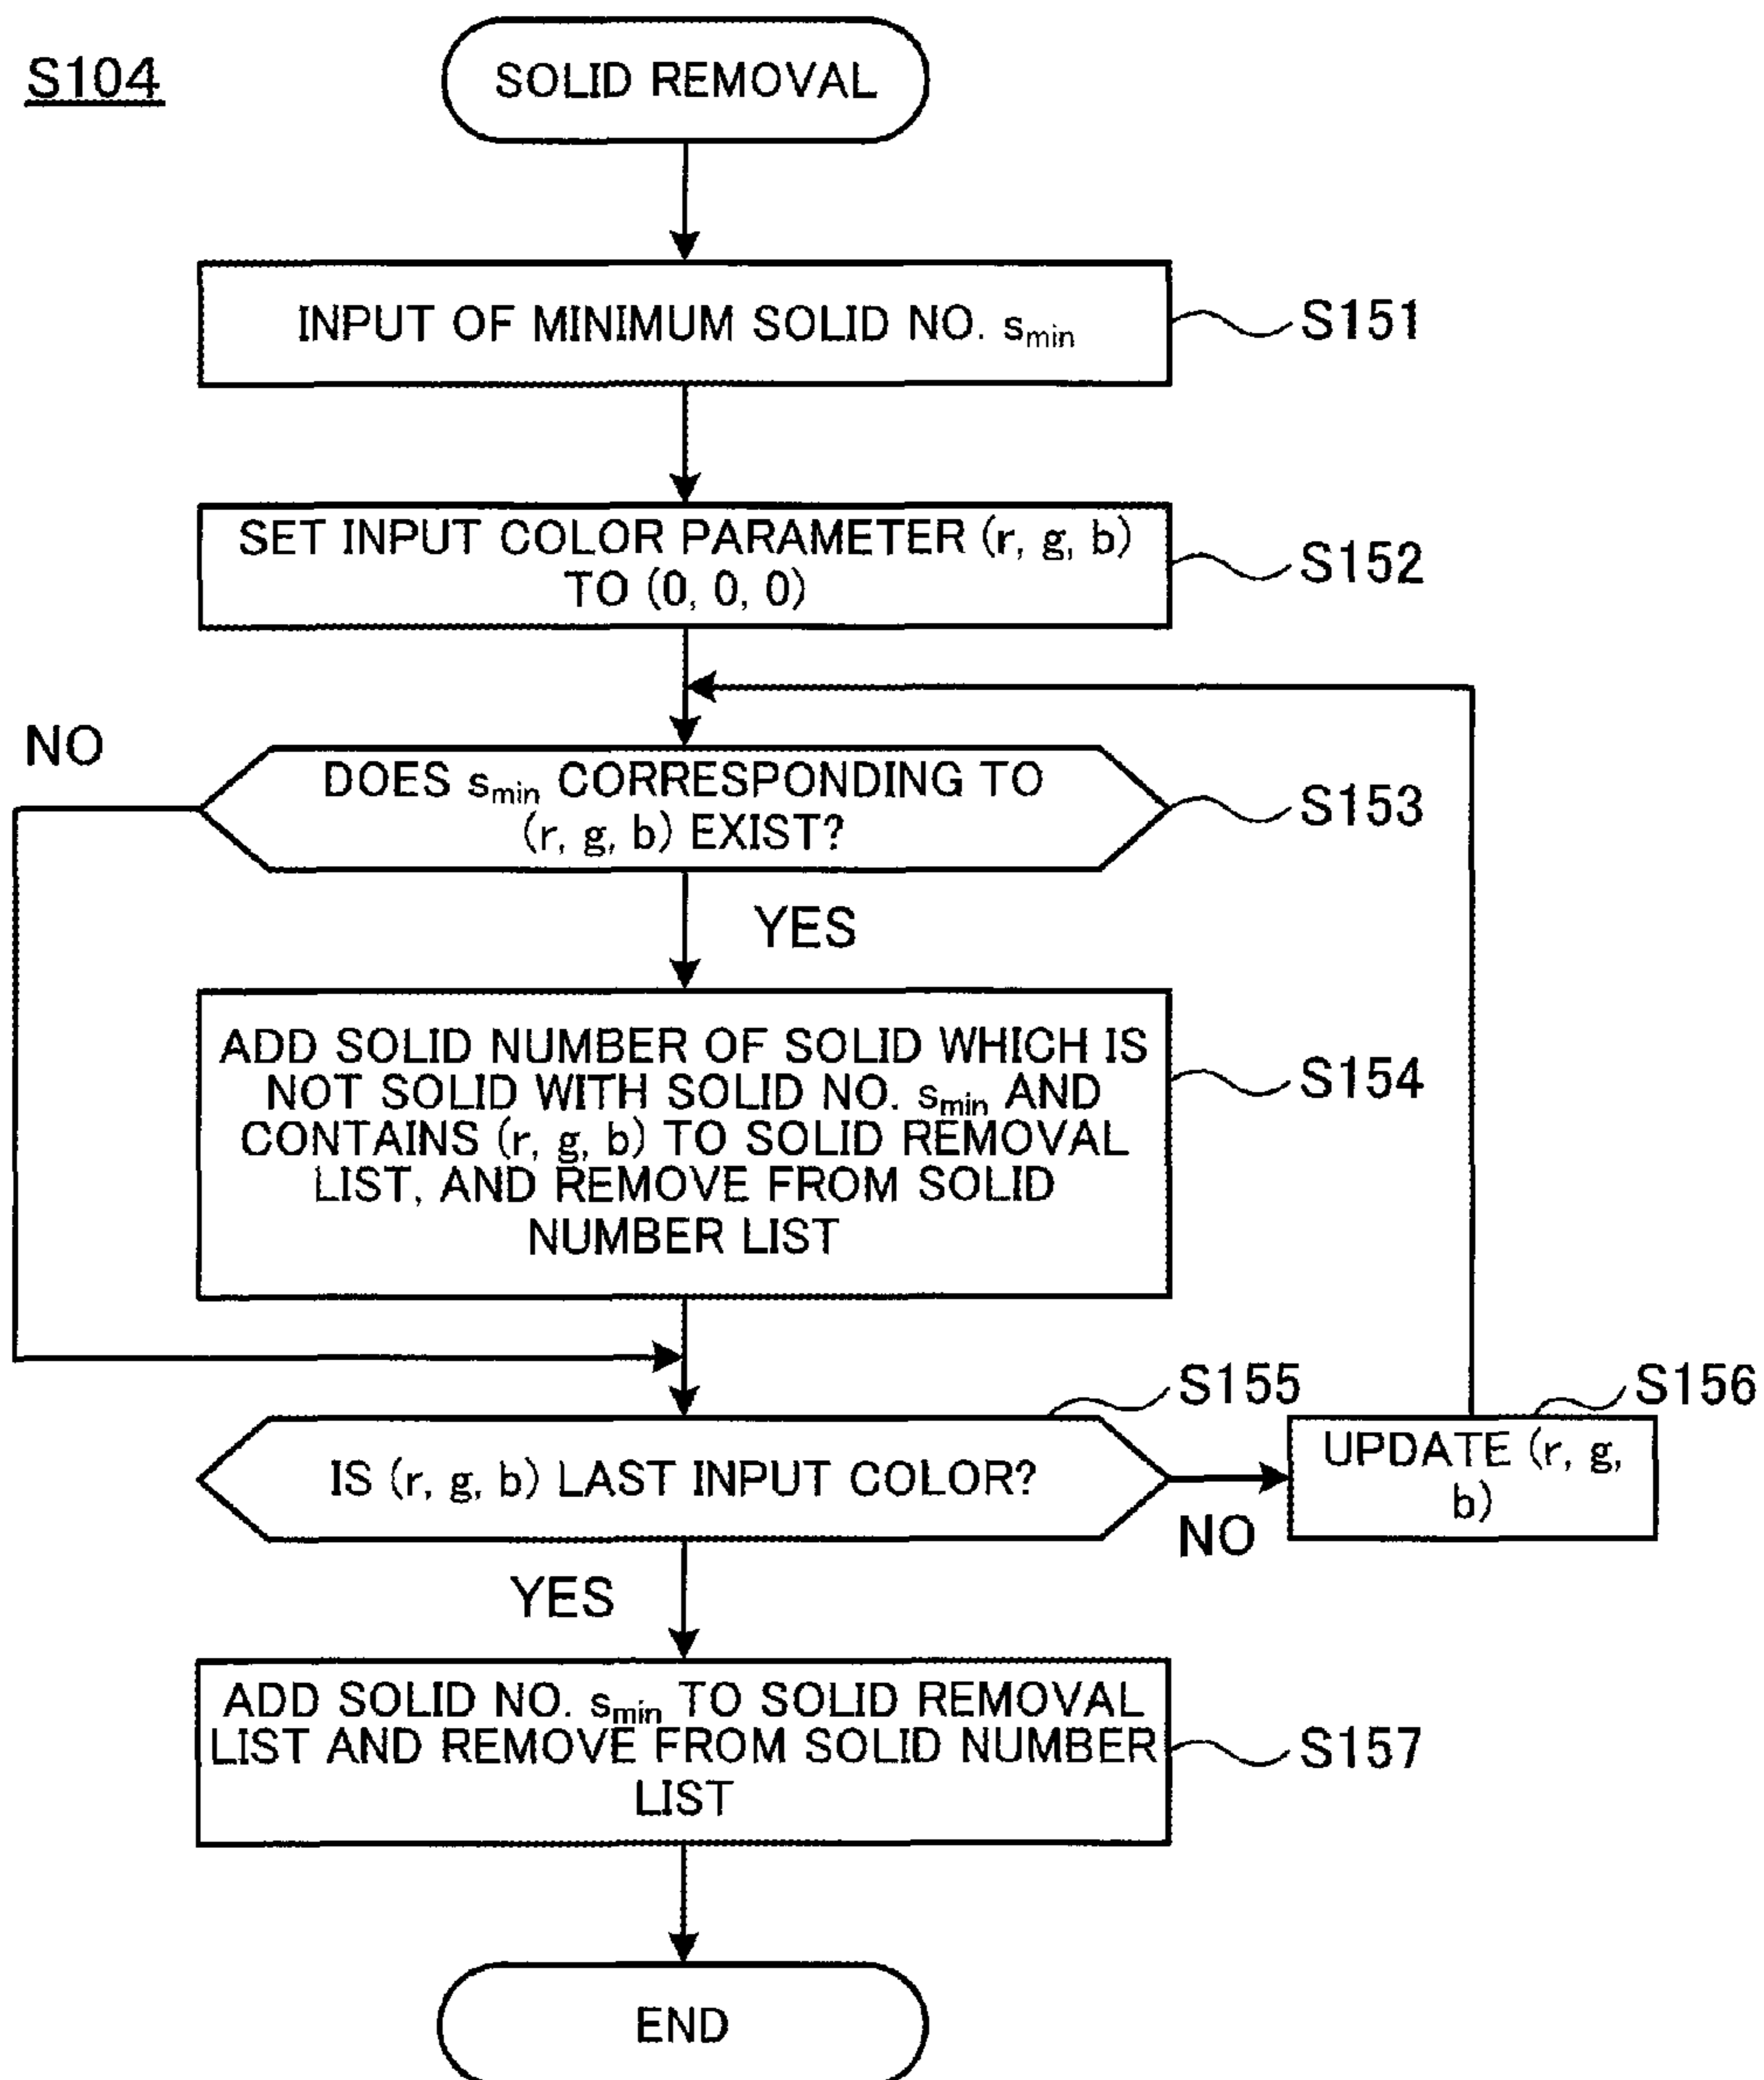 S104
SOLID REMOVAL
INPUT OF MINIMUM SOLID NO. smin
S151
SET INPUT COLOR PARAMETER (r, g, b)
TO (0, 0, 0)
S152
NO
DOES smin CORRESPONDING TO
(r, g, b) EXIST?
S153
YES
ADD SOLID NUMBER OF SOLID WHICH IS
NOT SOLID WITH SOLID NO. smin AND
CONTAINS (r, g, b) TO SOLID REMOVAL
LIST, AND REMOVE FROM SOLID
NUMBER LIST
S154
S155
IS (r, g, b) LAST INPUT COLOR?
NO
S156
UPDATE (r, g,
b)
YES
ADD SOLID NO. smin TO SOLID REMOVAL
LIST AND REMOVE FROM SOLID NUMBER
LIST
S157
END